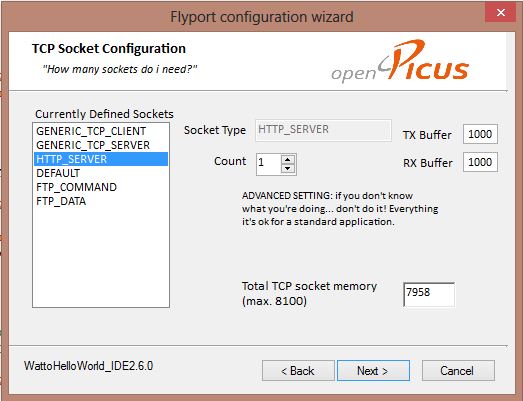 Flyport configuration wizard
TCP Socket Configuration
"How many sockets do i need?"
openPicus
Currently Defined Sockets
GENERIC_TCP_CLIENT
GENERIC_TCP_SERVER
HTTP_SERVER
DEFAULT
FTP_COMMAND
FTP_DATA
Socket Type HTTP_SERVER
TX Buffer 1000
Count 1
RX Buffer 1000
ADVANCED SETTING: if you don't know
what you're doing... don't do it! Everything
it's ok for a standard application.
Total TCP socket memory
(max. 8100)
7958
WattoHelloWorld_IDE2.6.0
< Back
Next >
Cancel